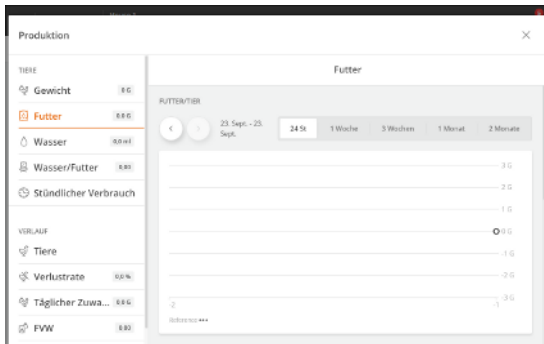 Produktion
TIERE
Gewicht 0 G
Futter 0.0 G
Wasser 0,0 ml
Wasser/Futter 0.00
Stündlicher Verbrauch
VERLAUF
Tiere
Verlustrate 0,0 %
Täglicher Zuwa... 0.0 G
FVW 0.00
Futter
FUTTER/TIER
23. Sept. - 23.
Sept.
24 St 1 Woche 3 Wochen 1 Monat 2 Monate
3 G
2 G
1 G
0 G
-1 G
-2 G
-3 G
-2 -1
Reference